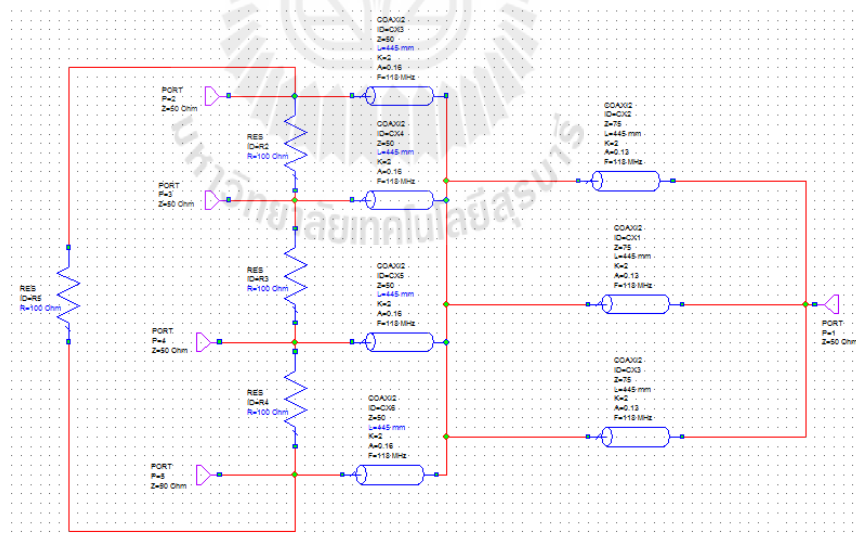 COAXI2
ID=CX3
Z=50
L=445 mm
K=2
A=0.16
F=118 MHz
PORT
P=2
Z=50 Ohm
RES
ID=R2
R=100 Ohm
COAXI2
ID=CX4
Z=50
L=445 mm
K=2
A=0.16
F=118 MHz
COAXI2
ID=CX2
Z=75
L=445 mm
K=2
A=0.13
F=118 MHz
PORT
P=3
Z=50 Ohm
มหาวิทยาลัยเทคโนโลยีสุรนารี
RES
ID=R5
R=100 Ohm
RES
ID=R3
R=100 Ohm
COAXI2
ID=CX5
Z=50
L=445 mm
K=2
A=0.16
F=118 MHz
COAXI2
ID=CX1
Z=75
L=445 mm
K=2
A=0.13
F=118 MHz
PORT
P=1
Z=50 Ohm
PORT
P=4
Z=50 Ohm
RES
ID=R4
R=100 Ohm
COAXI2
ID=CX6
Z=50
L=445 mm
K=2
A=0.16
F=118 MHz
COAXI2
ID=CX3
Z=75
L=445 mm
K=2
A=0.13
F=118 MHz
PORT
P=5
Z=50 Ohm